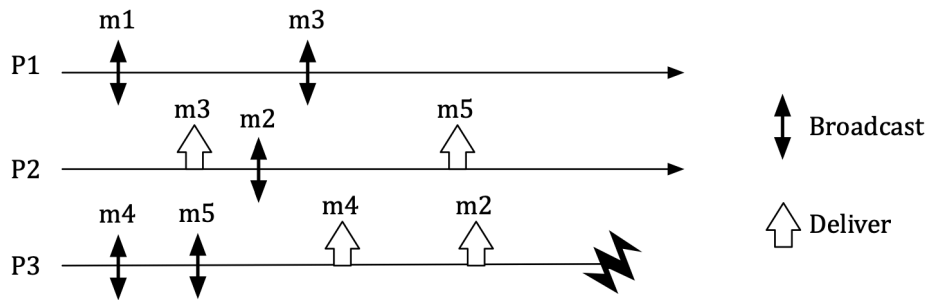 m1 m3
P1
m3 m2 m5
P2
m4 m5 m4 m2
P3
Broadcast
Deliver